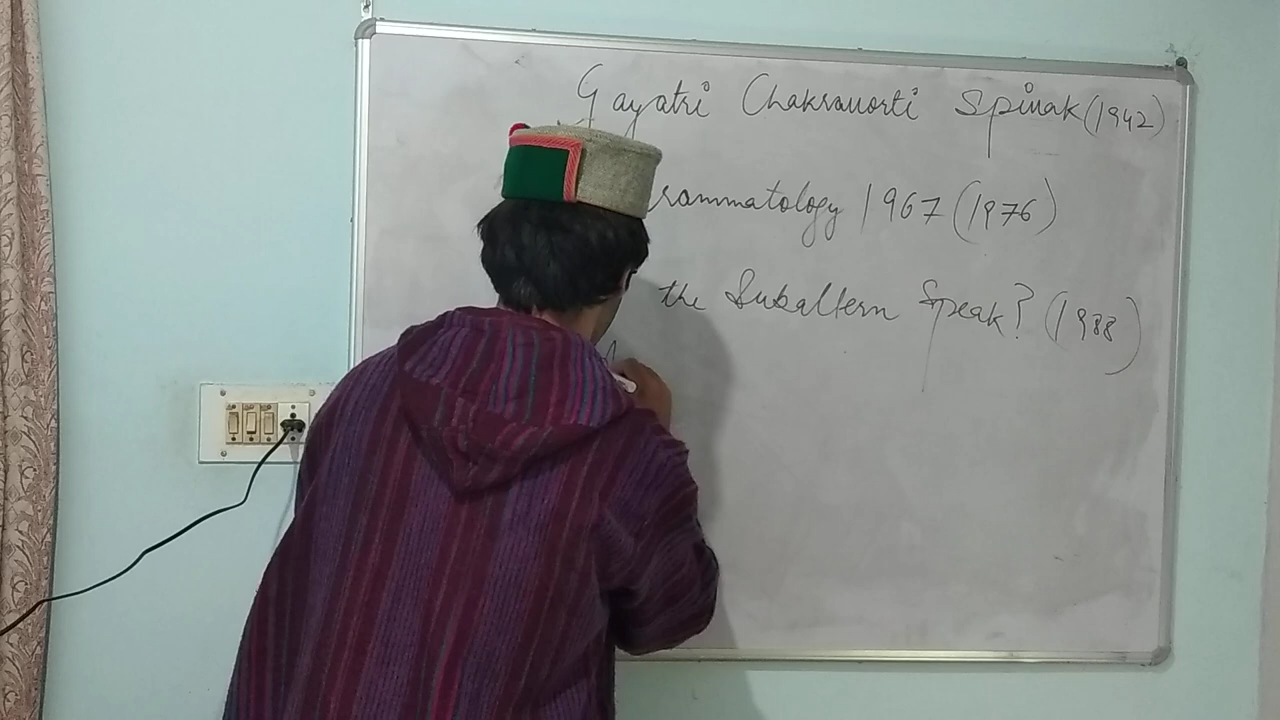 Gayatri Chakravorti Spivak (1942)
rammatology 1967 (1976)
the Subaltern Speak? (1988)